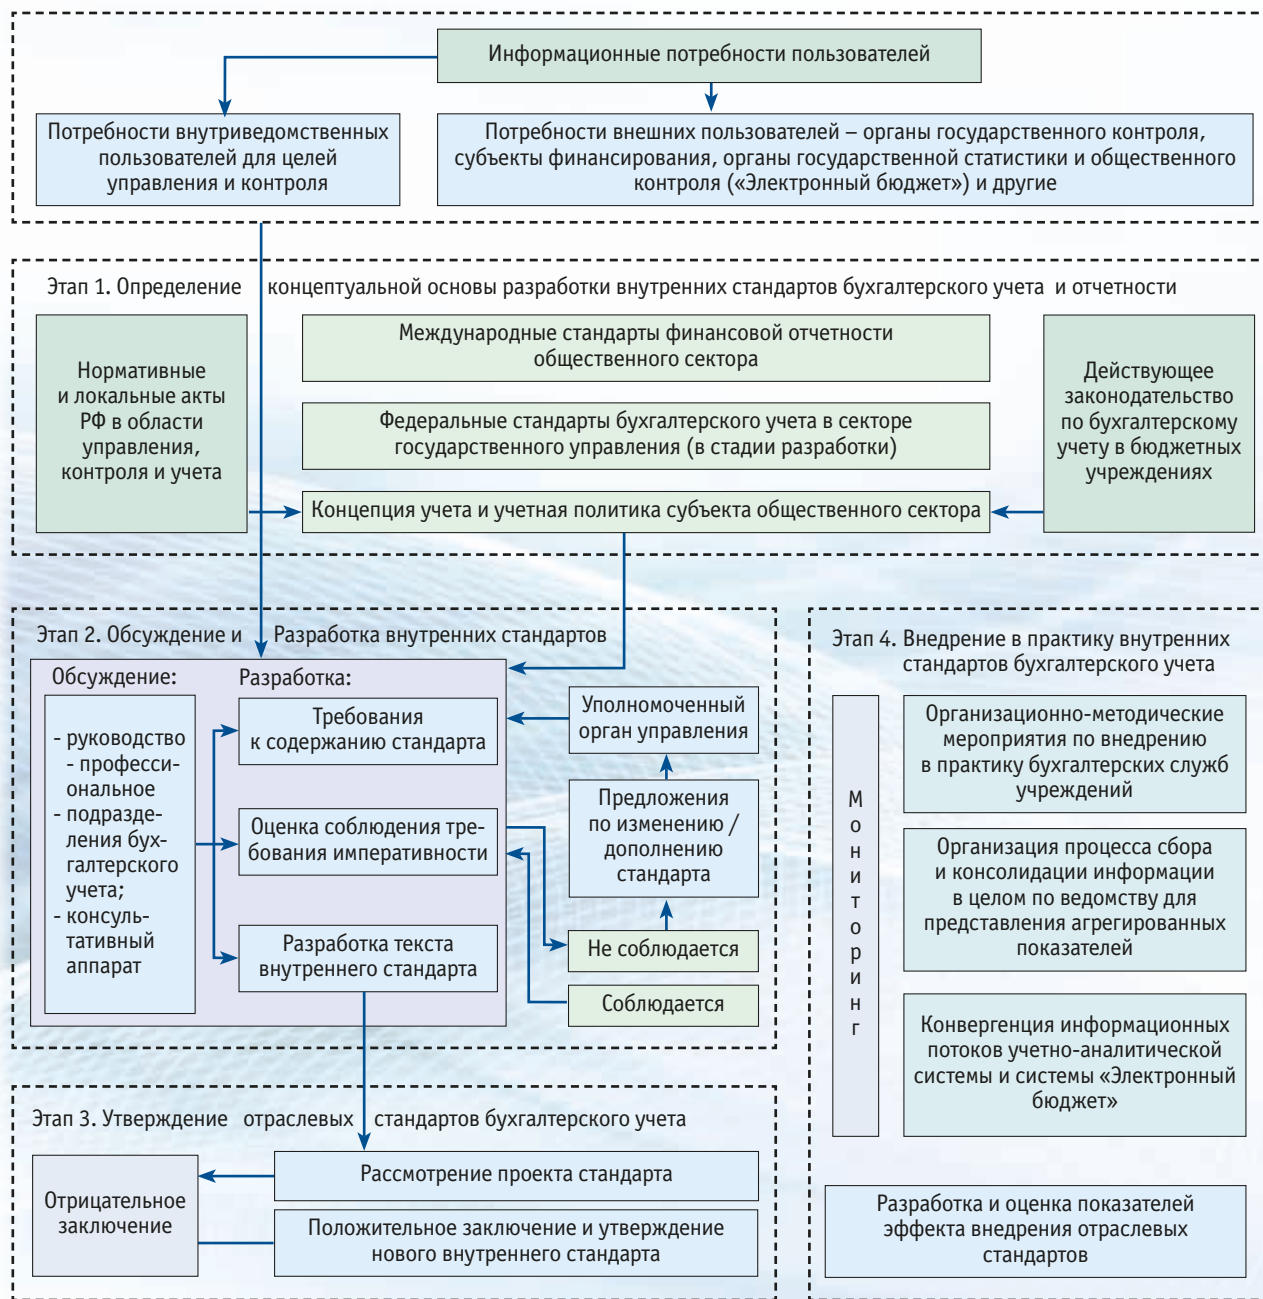 Информационные потребности пользователей
Потребности внутриведомственных
пользователей для целей
управления и контроля
Потребности внешних пользователей – органы государственного контроля,
субъекты финансирования, органы государственной статистики и общественного
контроля («Электронный бюджет») и другие
Этап 1. Определение концептуальной основы разработки внутренних стандартов бухгалтерского учета и отчетности
Нормативные
и локальные акты
РФ в области
управления,
контроля и учета
Международные стандарты финансовой отчетности
общественного сектора
Федеральные стандарты бухгалтерского учета в секторе
государственного управления (в стадии разработки)
Концепция учета и учетная политика субъекта общественного сектора
Действующее
законодательство
по бухгалтерскому
учету в бюджетных
учреждениях
Этап 2. Обсуждение и Разработка внутренних стандартов
Обсуждение:
- руководство
- професси-
ональное
- подразде-
ления бух-
галтерского
учета;
- консуль-
тативный
аппарат
Разработка:
Требования
к содержанию стандарта
Оценка соблюдения тре-
бования императивности
Разработка текста
внутреннего стандарта
Уполномоченный
орган управления
Предложения
по изменению /
дополнению
стандарта
Не соблюдается
Соблюдается
Этап 3. Утверждение отраслевых стандартов бухгалтерского учета
Отрицательное
заключение
Рассмотрение проекта стандарта
Положительное заключение и утверждение
нового внутреннего стандарта
Этап 4. Внедрение в практику внутренних
стандартов бухгалтерского учета
Мониторинг
Организационно-методические
мероприятия по внедрению
в практику бухгалтерских служб
учреждений
Организация процесса сбора
и консолидации информации
в целом по ведомству для
представления агрегированных
показателей
Конвергенция информационных
потоков учетно-аналитической
системы и системы «Электронный
бюджет»
Разработка и оценка показателей
эффекта внедрения отраслевых
стандартов